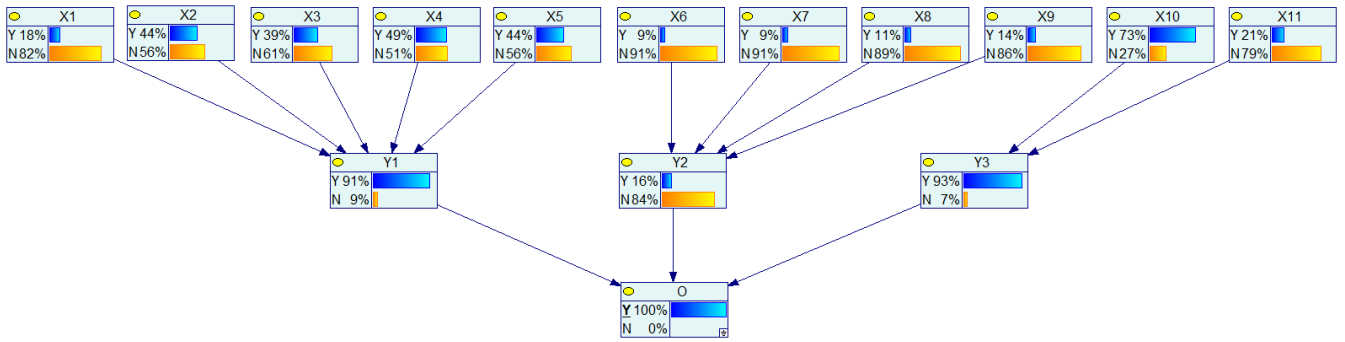 X1
Y 18%
N 82%
X2
Y 44%
N 56%
X3
Y 39%
N 61%
X4
Y 49%
N 51%
X5
Y 44%
N 56%
X6
Y 9%
N 91%
X7
Y 9%
N 91%
X8
Y 11%
N 89%
X9
Y 14%
N 86%
X10
Y 73%
N 27%
X11
Y 21%
N 79%
Y1
Y 91%
N 9%
Y2
Y 16%
N 84%
Y3
Y 93%
N 7%
O
Y 100%
N 0%